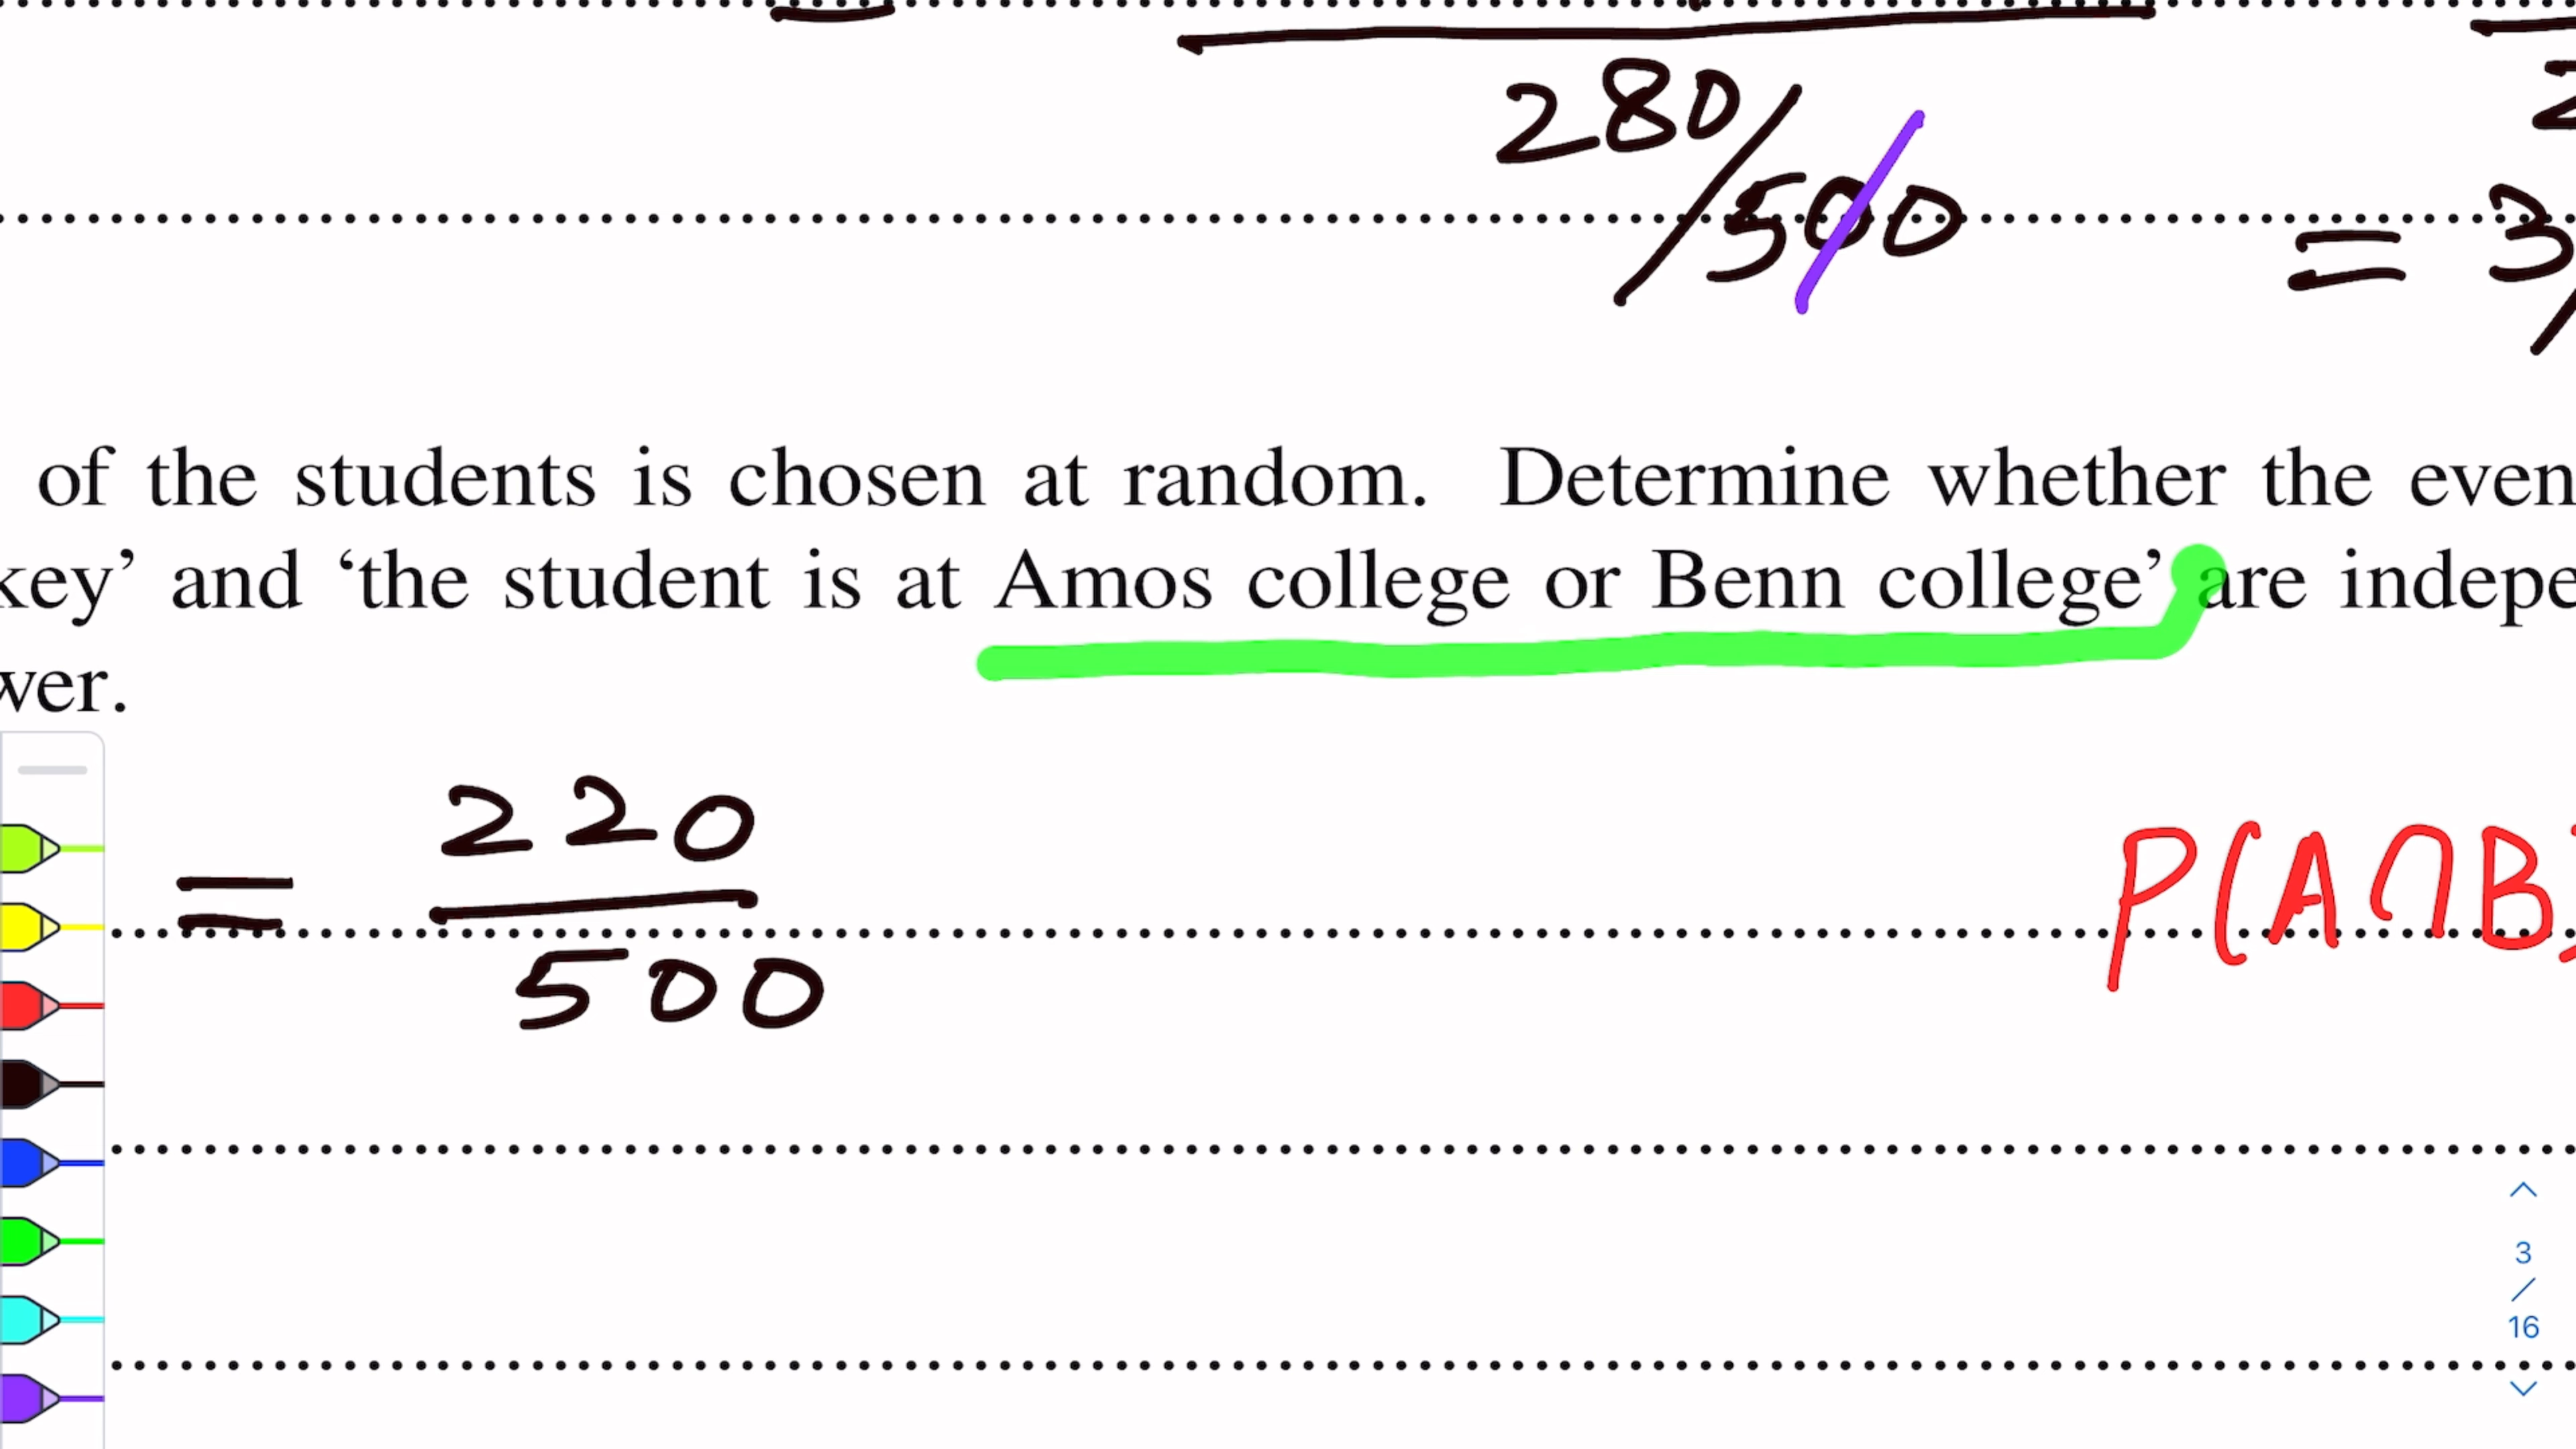 280/500
= 3/
of the students is chosen at random. Determine whether the even
key' and 'the student is at Amos college or Benn college' are indepe
wer.
= 220
500
P(A∩B)
3
/
16